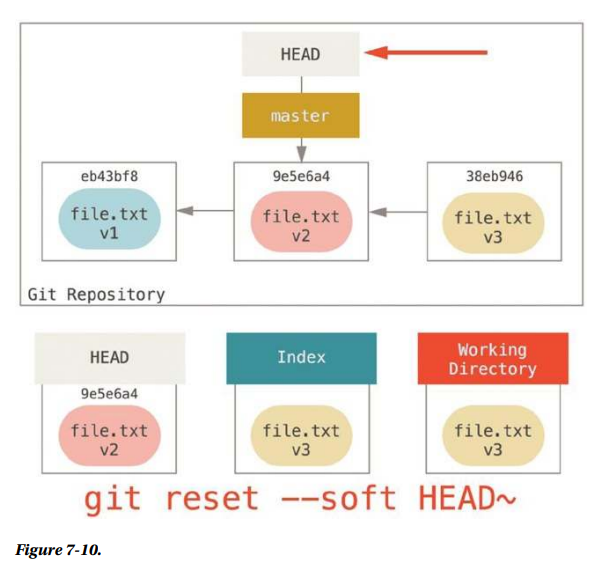 HEAD
master
eb43bf8
9e5e6a4
38eb946
file.txt
v1
file.txt
v2
file.txt
v3
Git Repository
HEAD
Index
Working
Directory
9e5e6a4
file.txt
v2
file.txt
v3
file.txt
v3
git reset --soft HEAD~
Figure 7-10.